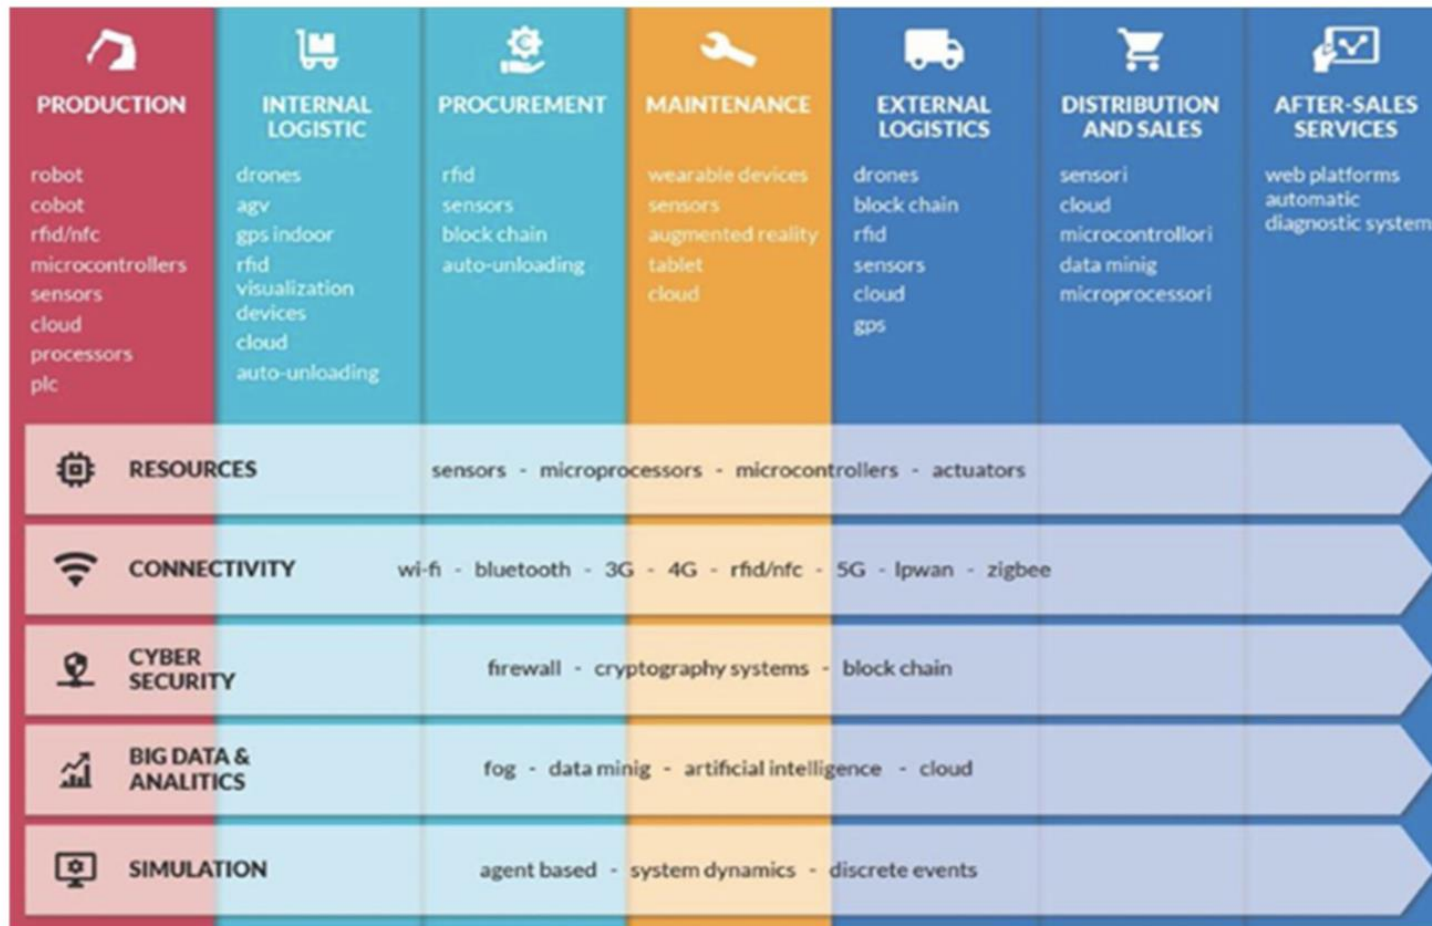 PRODUCTION
robot
cobot
rfid/nfc
microcontrollers
sensors
cloud
processors
plc
INTERNAL
LOGISTIC
drones
agv
gps indoor
rfid
visualization
devices
cloud
auto-unloading
PROCUREMENT
rfid
sensors
block chain
auto-unloading
MAINTENANCE
wearable devices
sensors
augmented reality
tablet
cloud
EXTERNAL
LOGISTICS
drones
block chain
rfid
sensors
cloud
gps
DISTRIBUTION
AND SALES
sensori
cloud
microcontrollori
data minig
microprocessori
AFTER-SALES
SERVICES
web platforms
automatic
diagnostic system
RESOURCES
sensors - microprocessors - microcontrollers - actuators
CONNECTIVITY
wi-fi - bluetooth - 3G - 4G - rfid/nfc - 5G - lpwan - zigbee
CYBER
SECURITY
firewall - cryptography systems - block chain
BIG DATA &
ANALITICS
fog - data minig - artificial intelligence - cloud
SIMULATION
agent based - system dynamics - discrete events